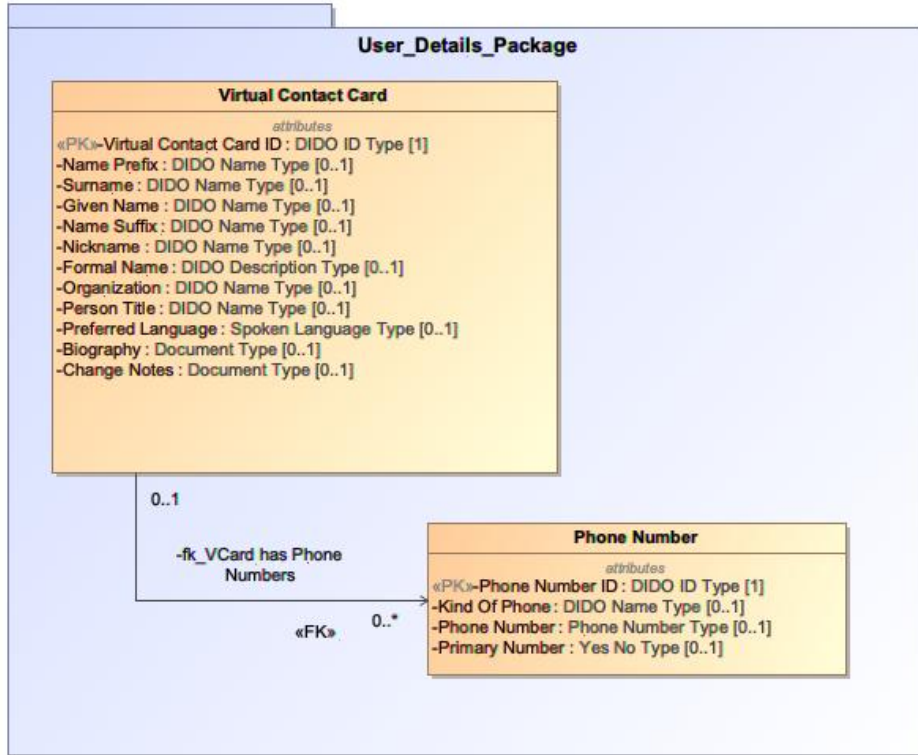 User_Details_Package
Virtual Contact Card
attributes
«PK»-Virtual Contact Card ID : DIDO ID Type [1]
-Name Prefix : DIDO Name Type [0..1]
-Surname : DIDO Name Type [0..1]
-Given Name : DIDO Name Type [0..1]
-Name Suffix : DIDO Name Type [0..1]
-Nickname : DIDO Name Type [0..1]
-Formal Name : DIDO Description Type [0..1]
-Organization : DIDO Name Type [0..1]
-Person Title : DIDO Name Type [0..1]
-Preferred Language : Spoken Language Type [0..1]
-Biography : Document Type [0..1]
-Change Notes : Document Type [0..1]
0..1
-fk_VCard has Phone
Numbers
«FK»
0..*
Phone Number
attributes
«PK»-Phone Number ID : DIDO ID Type [1]
-Kind Of Phone : DIDO Name Type [0..1]
-Phone Number : Phone Number Type [0..1]
-Primary Number : Yes No Type [0..1]